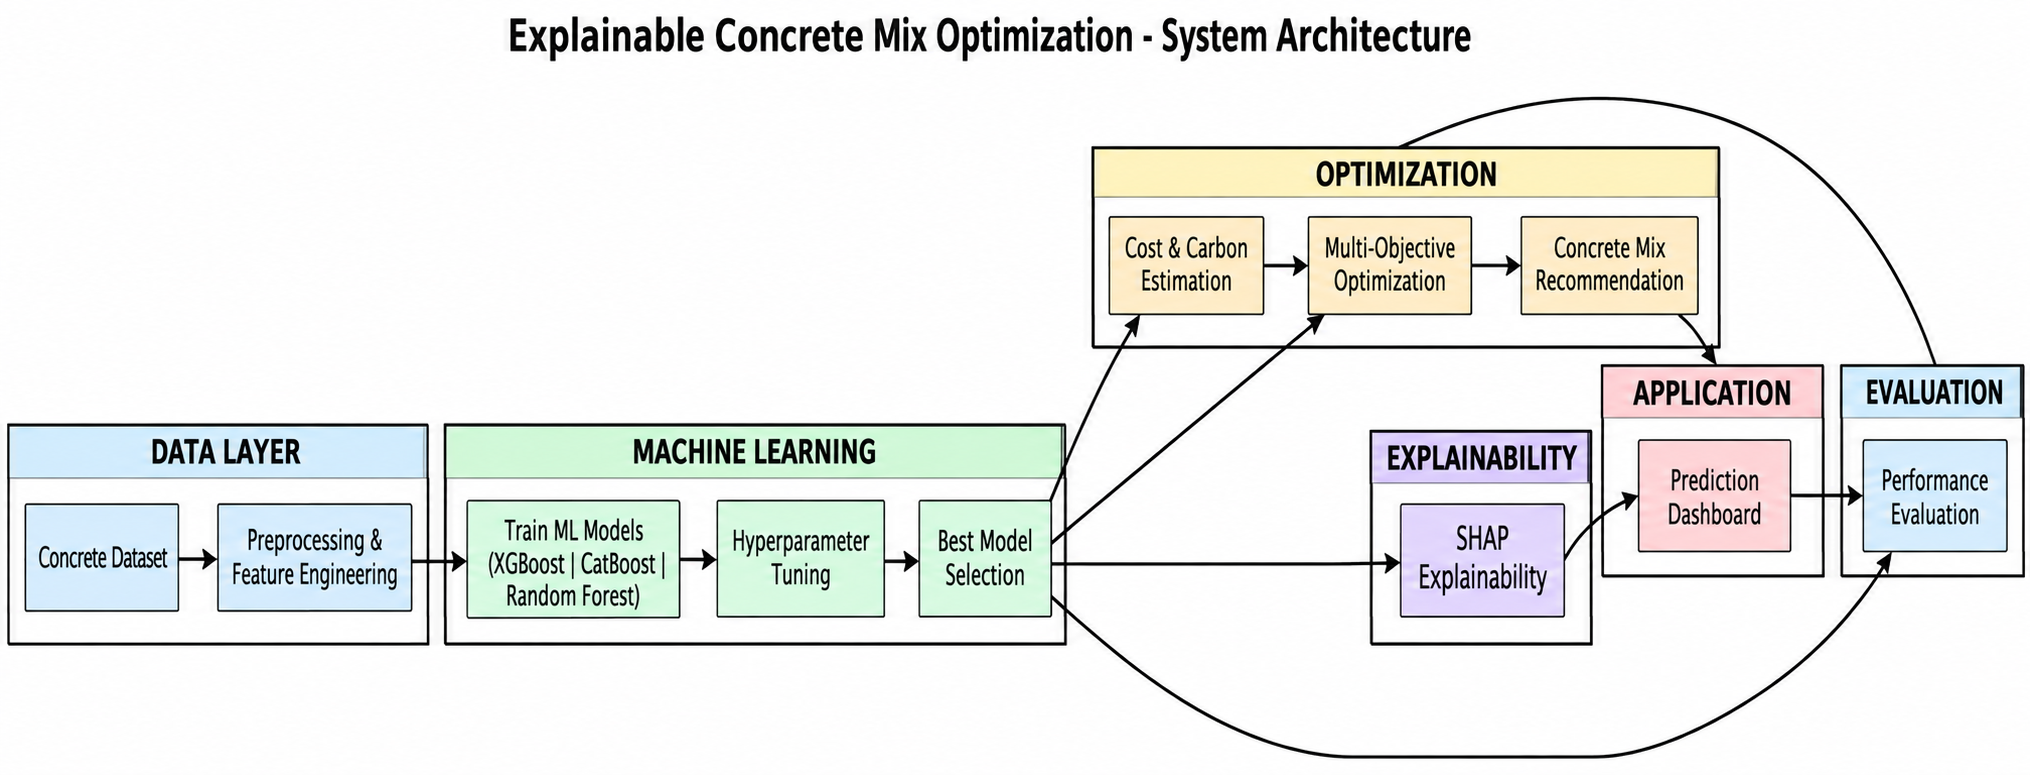 Explainable Concrete Mix Optimization - System Architecture
DATA LAYER
Concrete Dataset
Preprocessing &
Feature Engineering
MACHINE LEARNING
Train ML Models
(XGBoost | CatBoost |
Random Forest)
Hyperparameter
Tuning
Best Model
Selection
OPTIMIZATION
Cost & Carbon
Estimation
Multi-Objective
Optimization
Concrete Mix
Recommendation
EXPLAINABILITY
SHAP
Explainability
APPLICATION
Prediction
Dashboard
EVALUATION
Performance
Evaluation